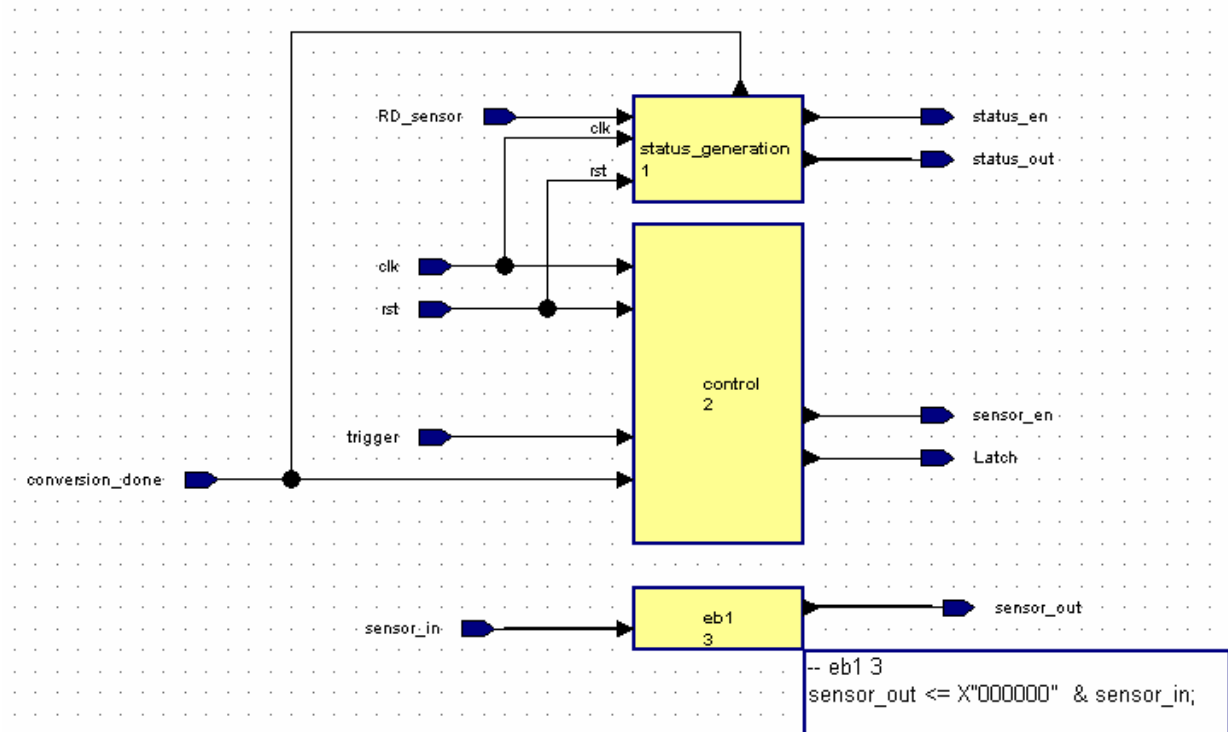 RD_sensor
clk
rst
status_generation
1
status_en
status_out
clk
rst
trigger
conversion_done
control
2
sensor_en
Latch
sensor_in
eb1
3
sensor_out
-- eb1 3
sensor_out <= X"000000" & sensor_in;